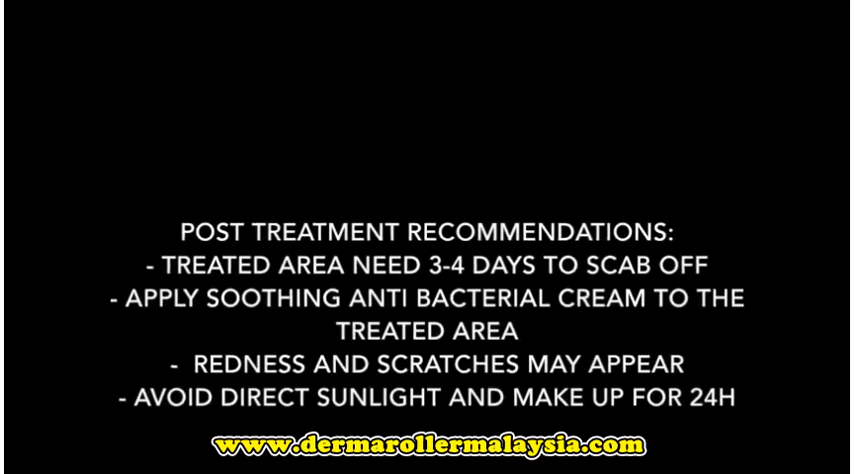 POST TREATMENT RECOMMENDATIONS:
- TREATED AREA NEED 3-4 DAYS TO SCAB OFF
- APPLY SOOTHING ANTI BACTERIAL CREAM TO THE
TREATED AREA
- REDNESS AND SCRATCHES MAY APPEAR
- AVOID DIRECT SUNLIGHT AND MAKE UP FOR 24H
www.dermarollermalaysia.com